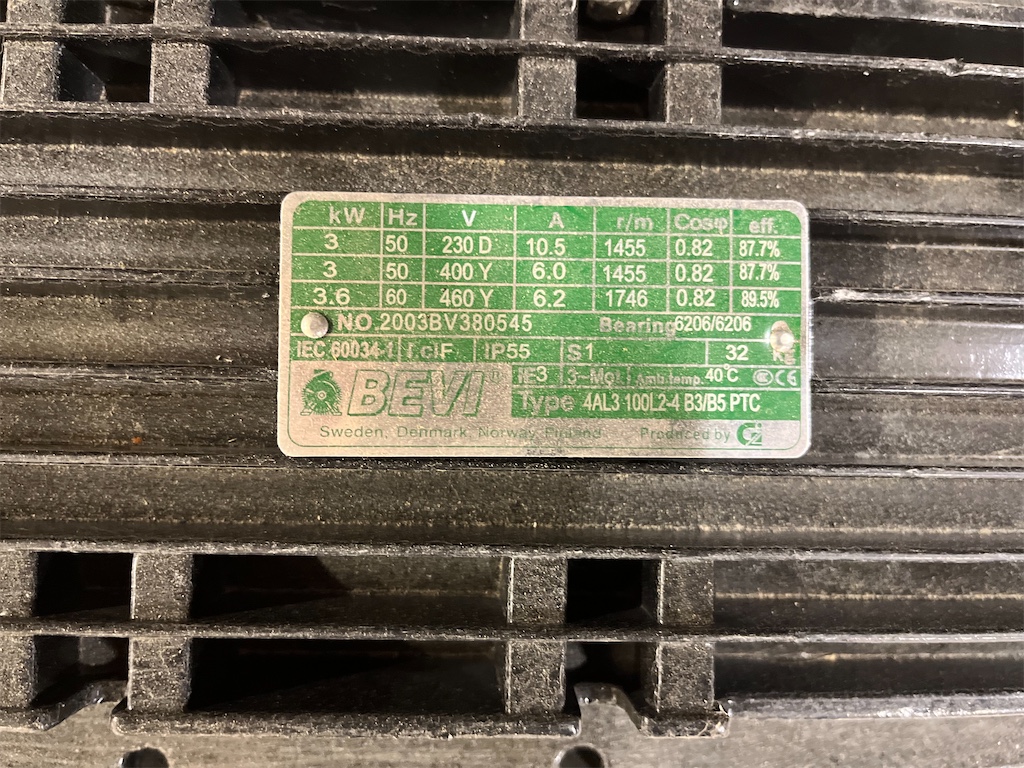 kW Hz V A r/m Cosφ eff.
3 50 230 D 10.5 1455 0.82 87.7%
3 50 400 Y 6.0 1455 0.82 87.7%
3.6 60 460 Y 6.2 1746 0.82 89.5%
NO.2003BV380545 Bearing 6206/6206
IEC 60034-1 I.cl F IP55 S1 32
BEVI IE3 3-Mot Amb.temp. 40°C CCC CE
Type 4AL3 100L2-4 B3/B5 PTC
Sweden, Denmark, Norway, Finland Produced by